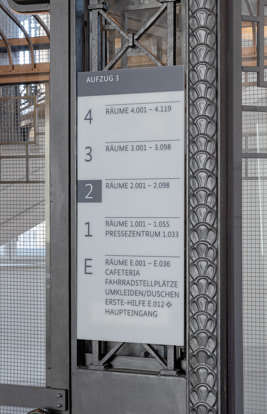 AUFZUG 3
4 RÄUME 4.001 – 4.119
3 RÄUME 3.001 – 3.098
2 RÄUME 2.001 – 2.098
1 RÄUME 1.001 – 1.055
PRESSEZENTRUM 1.033
E RÄUME E.001 – E.036
CAFETERIA
FAHRRADSTELLPLÄTZE
UMKLEIDEN/DUSCHEN
ERSTE-HILFE E.012
HAUPTEINGANG